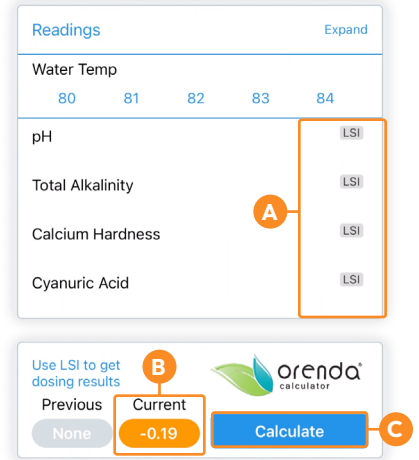 Readings Expand
Water Temp
80 81 82 83 84
pH LSI
Total Alkalinity LSI
A
Calcium Hardness LSI
Cyanuric Acid LSI
Use LSI to get
dosing results
B
orenda
calculator
Previous Current
None -0.19 Calculate C